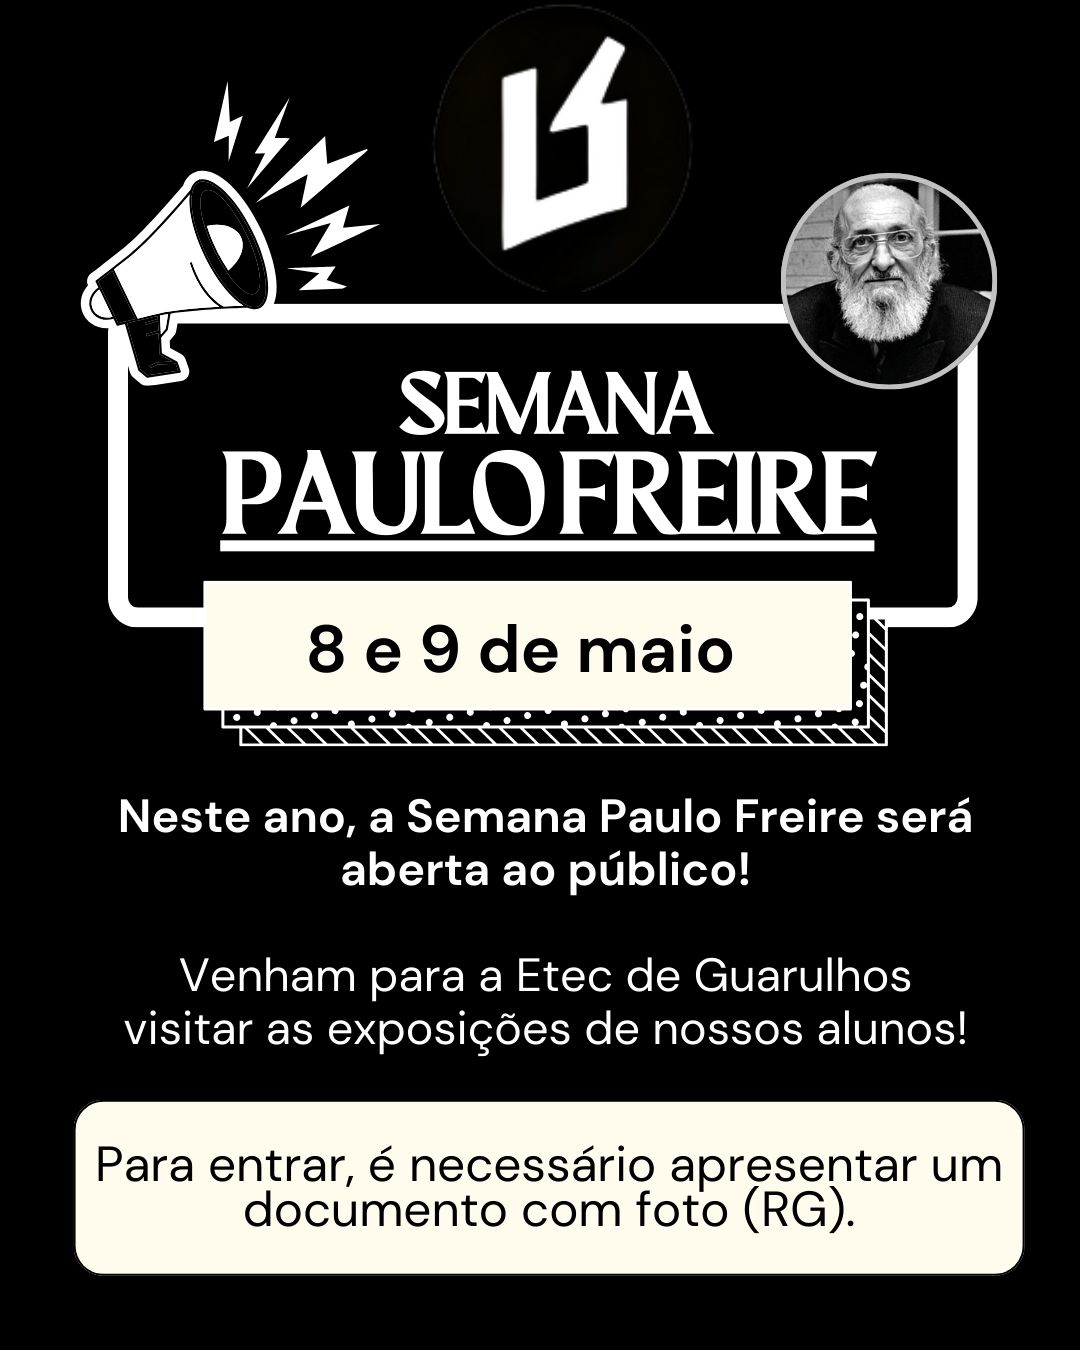 SEMANA
PAULO FREIRE
8 e 9 de maio
Neste ano, a Semana Paulo Freire será
aberta ao público!
Venham para a Etec de Guarulhos
visitar as exposições de nossos alunos!
Para entrar, é necessário apresentar um
documento com foto (RG).